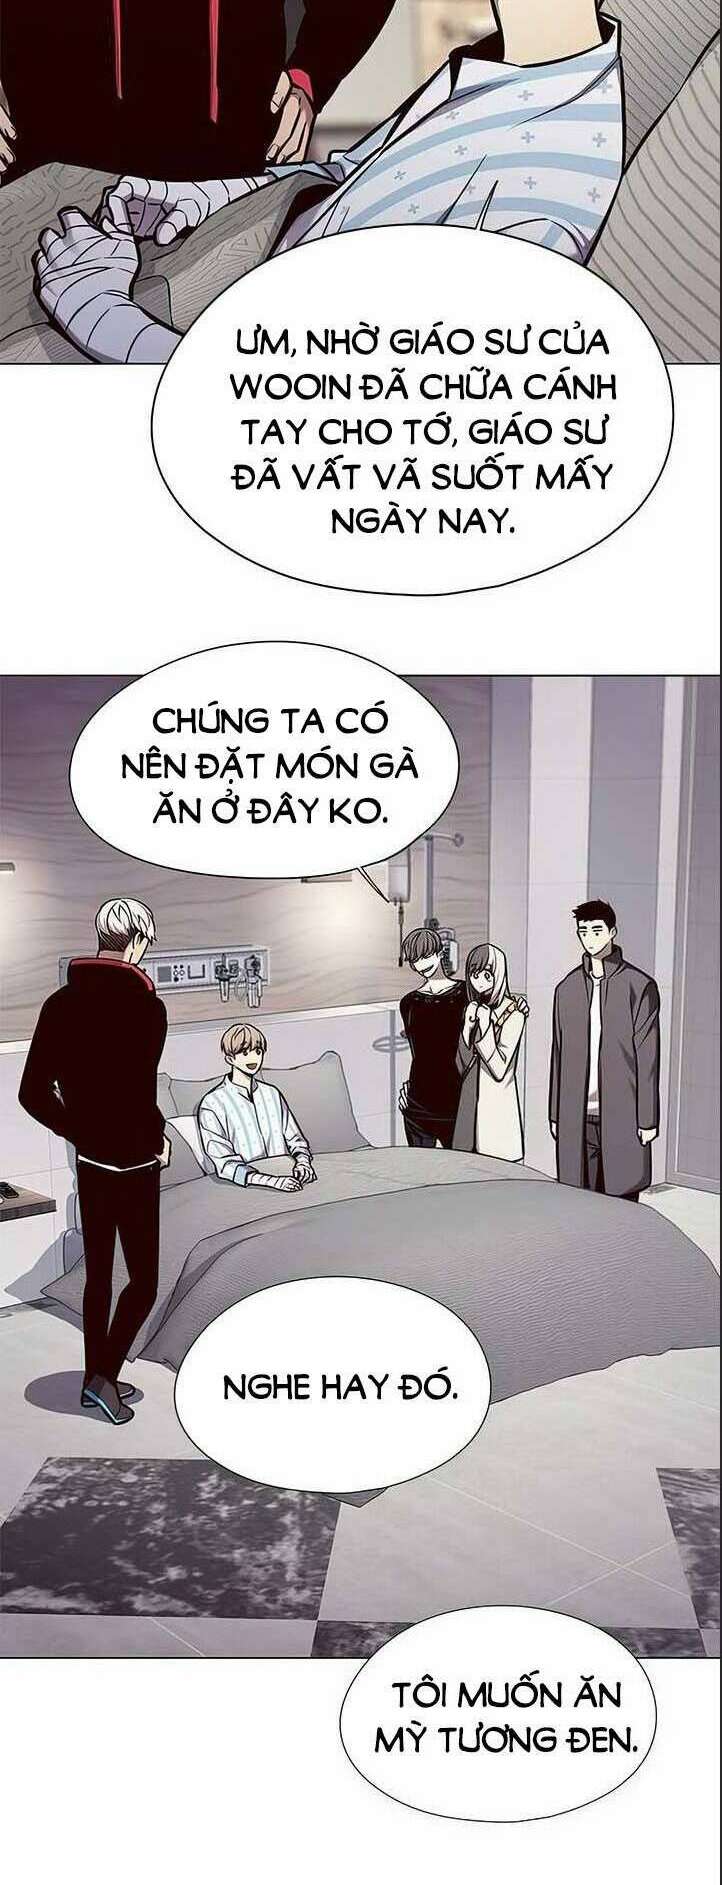 ƯM, NHỜ GIÁO SƯ CỦA
WOOIN ĐÃ CHỮA CÁNH
TAY CHO TỚ, GIÁO SƯ
ĐÃ VẤT VÃ SUỐT MẤY
NGÀY NAY.
CHÚNG TA CÓ
NÊN ĐẶT MÓN GÀ
ĂN Ở ĐÂY KO.
NGHE HAY ĐÓ.
TÔI MUỐN ĂN
MỲ TƯƠNG ĐEN.